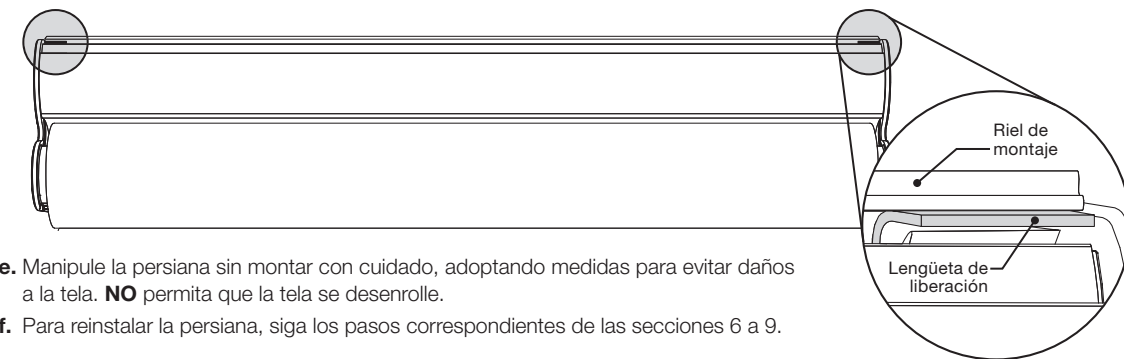 Riel de
montaje
Lengüeta de
liberación
e. Manipule la persiana sin montar con cuidado, adoptando medidas para evitar daños
a la tela. NO permita que la tela se desenrolle.
f. Para reinstalar la persiana, siga los pasos correspondientes de las secciones 6 a 9.